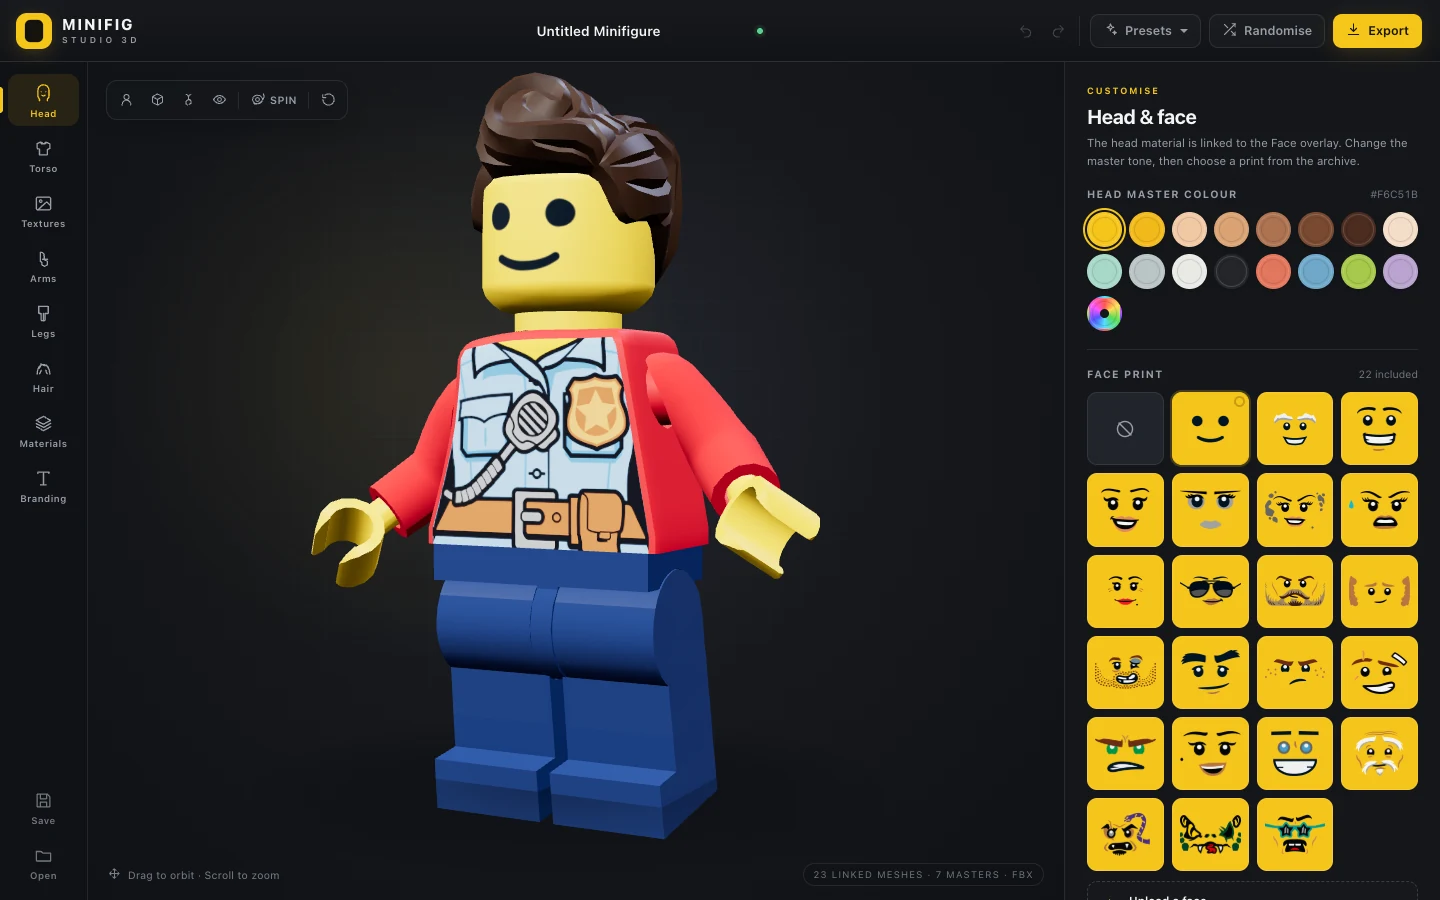 MINIFIG
STUDIO 3D
Untitled Minifigure
Presets
Randomise
Export
Head
Torso
Textures
Arms
Legs
Hair
Materials
Branding
Save
Open
SPIN
Drag to orbit · Scroll to zoom
23 LINKED MESHES · 7 MASTERS · FBX
CUSTOMISE
Head & face
The head material is linked to the Face overlay. Change the
master tone, then choose a print from the archive.
HEAD MASTER COLOUR
#F6C51B
FACE PRINT
22 included
Upload a face